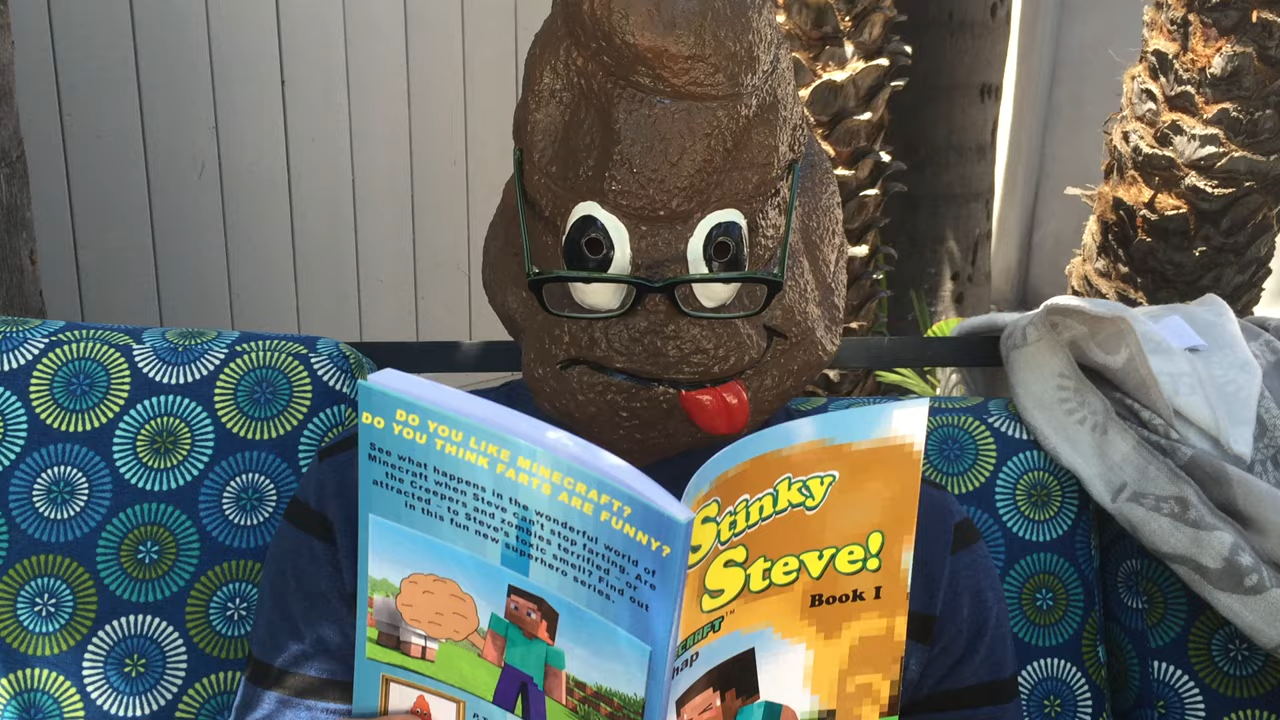 DO YOU LIKE MINECRAFT?
DO YOU THINK FARTS ARE FUNNY?
See what happens in the wonderful world of
Minecraft when Steve can't stop farting. Are
the Creepers and zombies terrified – or
attracted – to Steve's toxic smell? Find out
in this fun new superhero series.
Stinky
Steve!
Book I